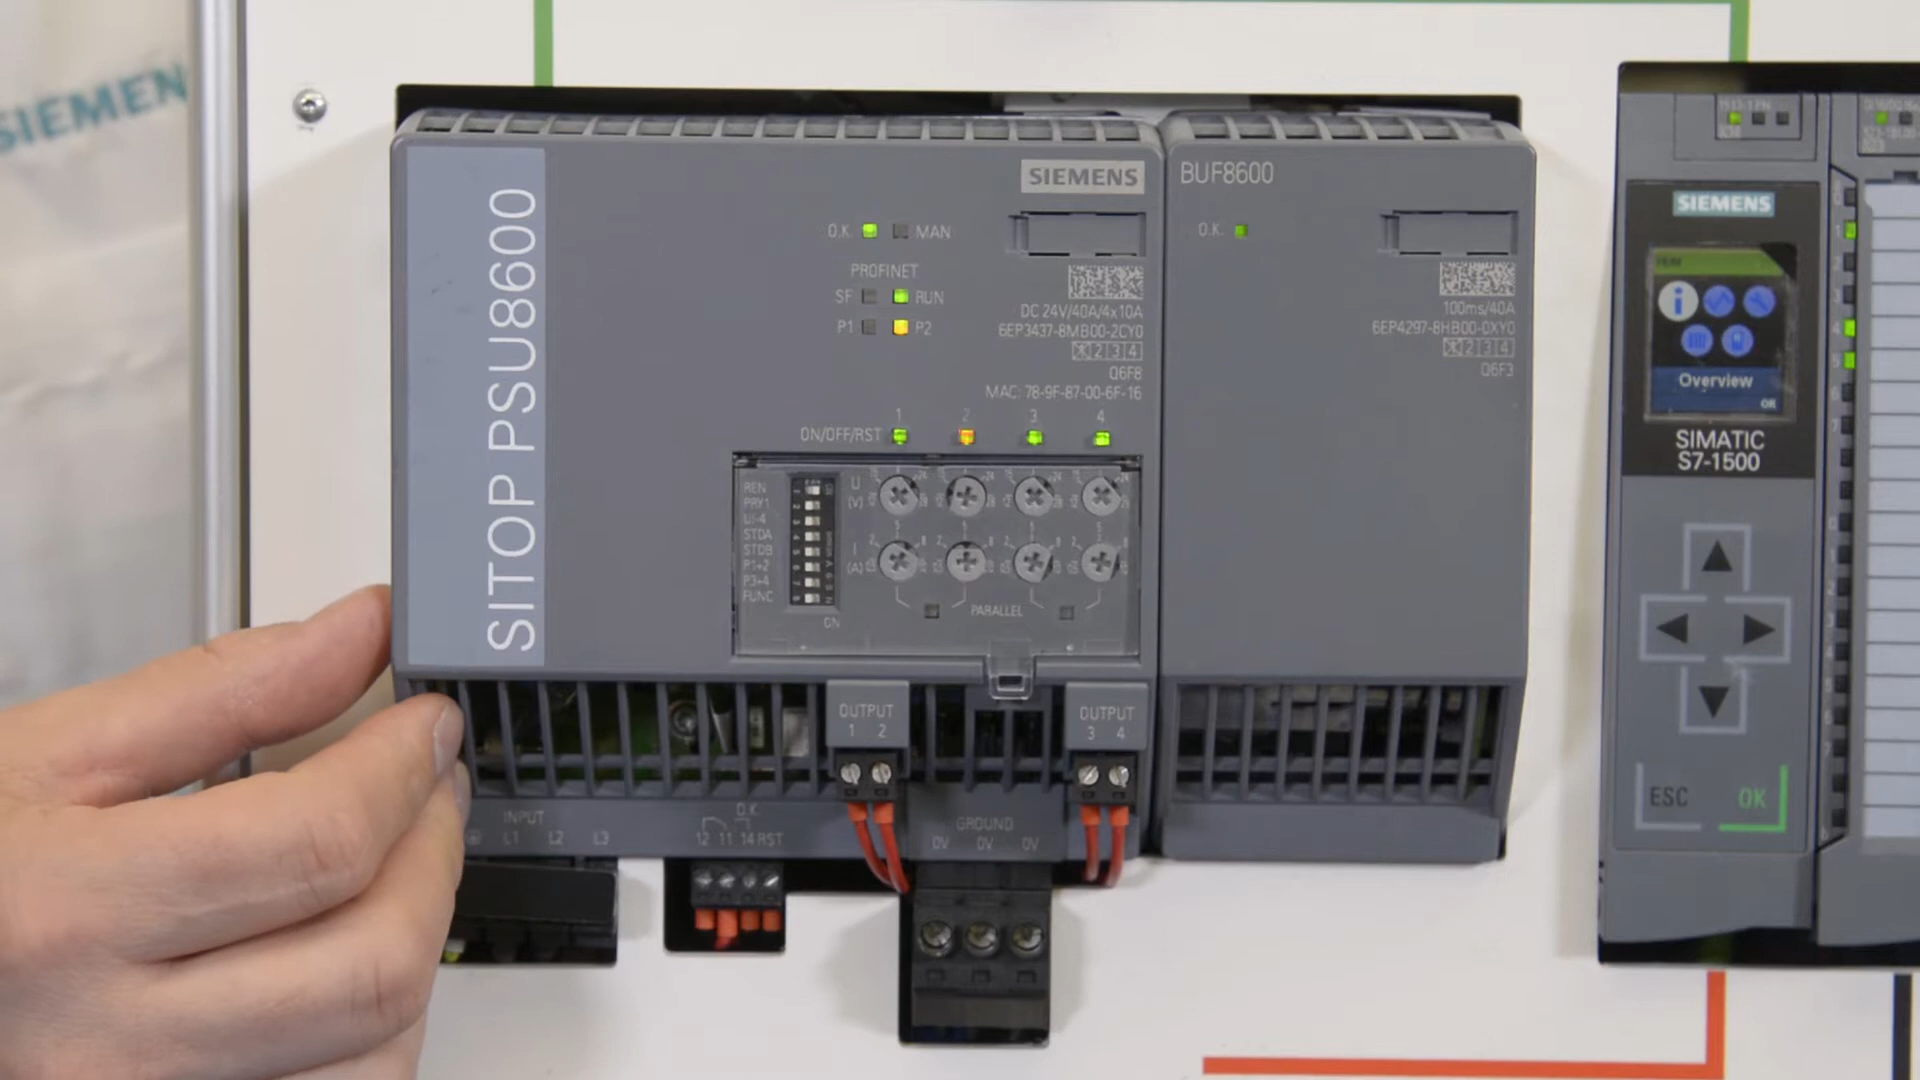 SIEMENS
SITOP PSU8600
SIEMENS
O.K.
MAN
PROFINET
SF
RUN
P1
P2
DC 24V/40A/4x10A
6EP3437-8MB00-2CY0
2 3 4
Q6F8
MAC: 78-9F-87-00-6F-16
1 2 3 4
ON/OFF/RST
REN
PRY1
U1-4
STDA
STDB
P1+2
P3+4
FUNC
ON
U
(V)
I
(A)
PARALLEL
OUTPUT
1 2
OUTPUT
3 4
INPUT
L1 L2 L3
O.K.
12 11 14 RST
GROUND
0V 0V 0V
BUF8600
O.K.
100ms/40A
6EP4297-8HB00-0XY0
2 3 4
Q6F3
SIEMENS
Overview
OK
SIMATIC
S7-1500
ESC
OK